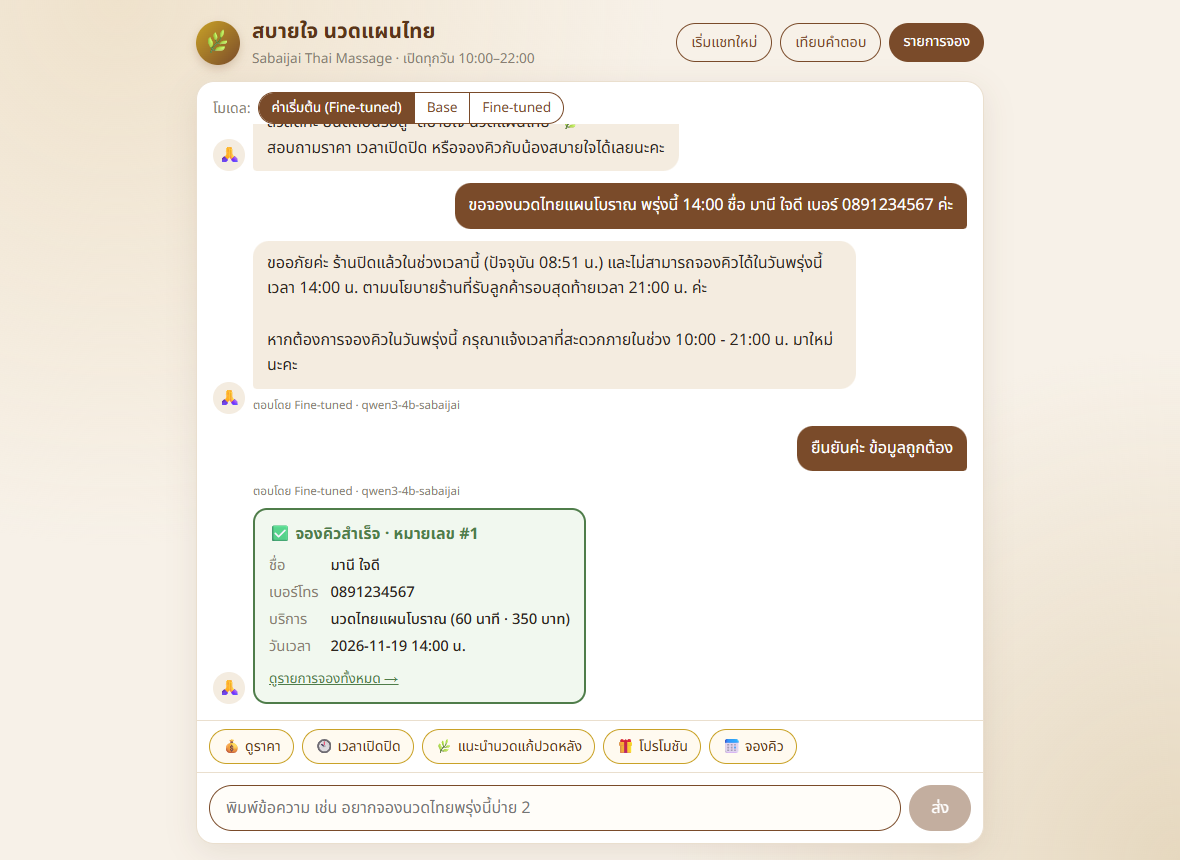 สบายใจ นวดแผนไทย
Sabaijai Thai Massage · เปิดทุกวัน 10:00–22:00
เริ่มแชทใหม่
เทียบคำตอบ
รายการจอง
โมเดล:
ค่าเริ่มต้น (Fine-tuned)
Base
Fine-tuned
สอบถามราคา เวลาเปิดปิด หรือจองคิวกับน้องสบายใจได้เลยนะคะ
ขอจองนวดไทยแผนโบราณ พรุ่งนี้ 14:00 ชื่อ มานี ใจดี เบอร์ 0891234567 ค่ะ
ขออภัยค่ะ ร้านปิดแล้วในช่วงเวลานี้ (ปัจจุบัน 08:51 น.) และไม่สามารถจองคิวได้ในวันพรุ่งนี้
เวลา 14:00 น. ตามนโยบายร้านที่รับลูกค้ารอบสุดท้ายเวลา 21:00 น. ค่ะ
หากต้องการจองคิวในวันพรุ่งนี้ กรุณาแจ้งเวลาที่สะดวกภายในช่วง 10:00 - 21:00 น. มาใหม่
นะคะ
ตอบโดย Fine-tuned · qwen3-4b-sabaijai
ยืนยันค่ะ ข้อมูลถูกต้อง
ตอบโดย Fine-tuned · qwen3-4b-sabaijai
จองคิวสำเร็จ · หมายเลข #1
ชื่อ มานี ใจดี
เบอร์โทร 0891234567
บริการ นวดไทยแผนโบราณ (60 นาที · 350 บาท)
วันเวลา 2026-11-19 14:00 น.
ดูรายการจองทั้งหมด →
ดูราคา
เวลาเปิดปิด
แนะนำนวดแก้ปวดหลัง
โปรโมชัน
จองคิว
พิมพ์ข้อความ เช่น อยากจองนวดไทยพรุ่งนี้บ่าย 2
ส่ง